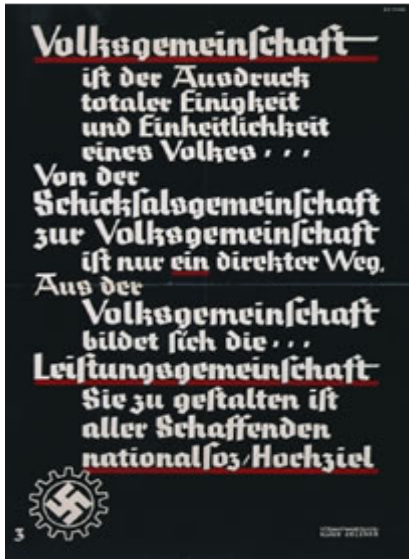 Volksgemeinschaft
ist der Ausdruck
totaler Einigkeit
und Einheitlichkeit
eines Volkes...
Von der
Schicksalsgemeinschaft
zur Volksgemeinschaft
ist nur ein direkter Weg.
Aus der
Volksgemeinschaft
bildet sich die...
Leistungsgemeinschaft
Sie zu gestalten ist
aller Schaffenden
nationalsoz/Hochziel
3